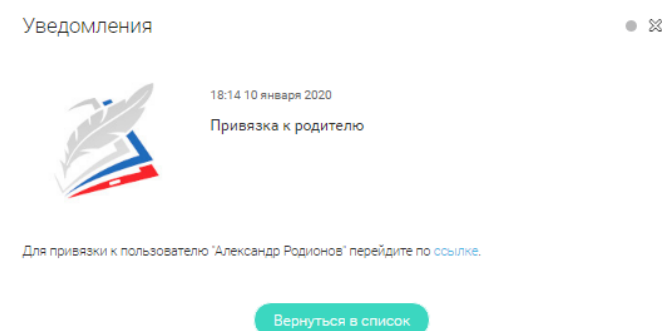 Уведомления
18:14 10 января 2020
Привязка к родителю
Для привязки к пользователю "Александр Родионов" перейдите по ссылке.
Вернуться в список